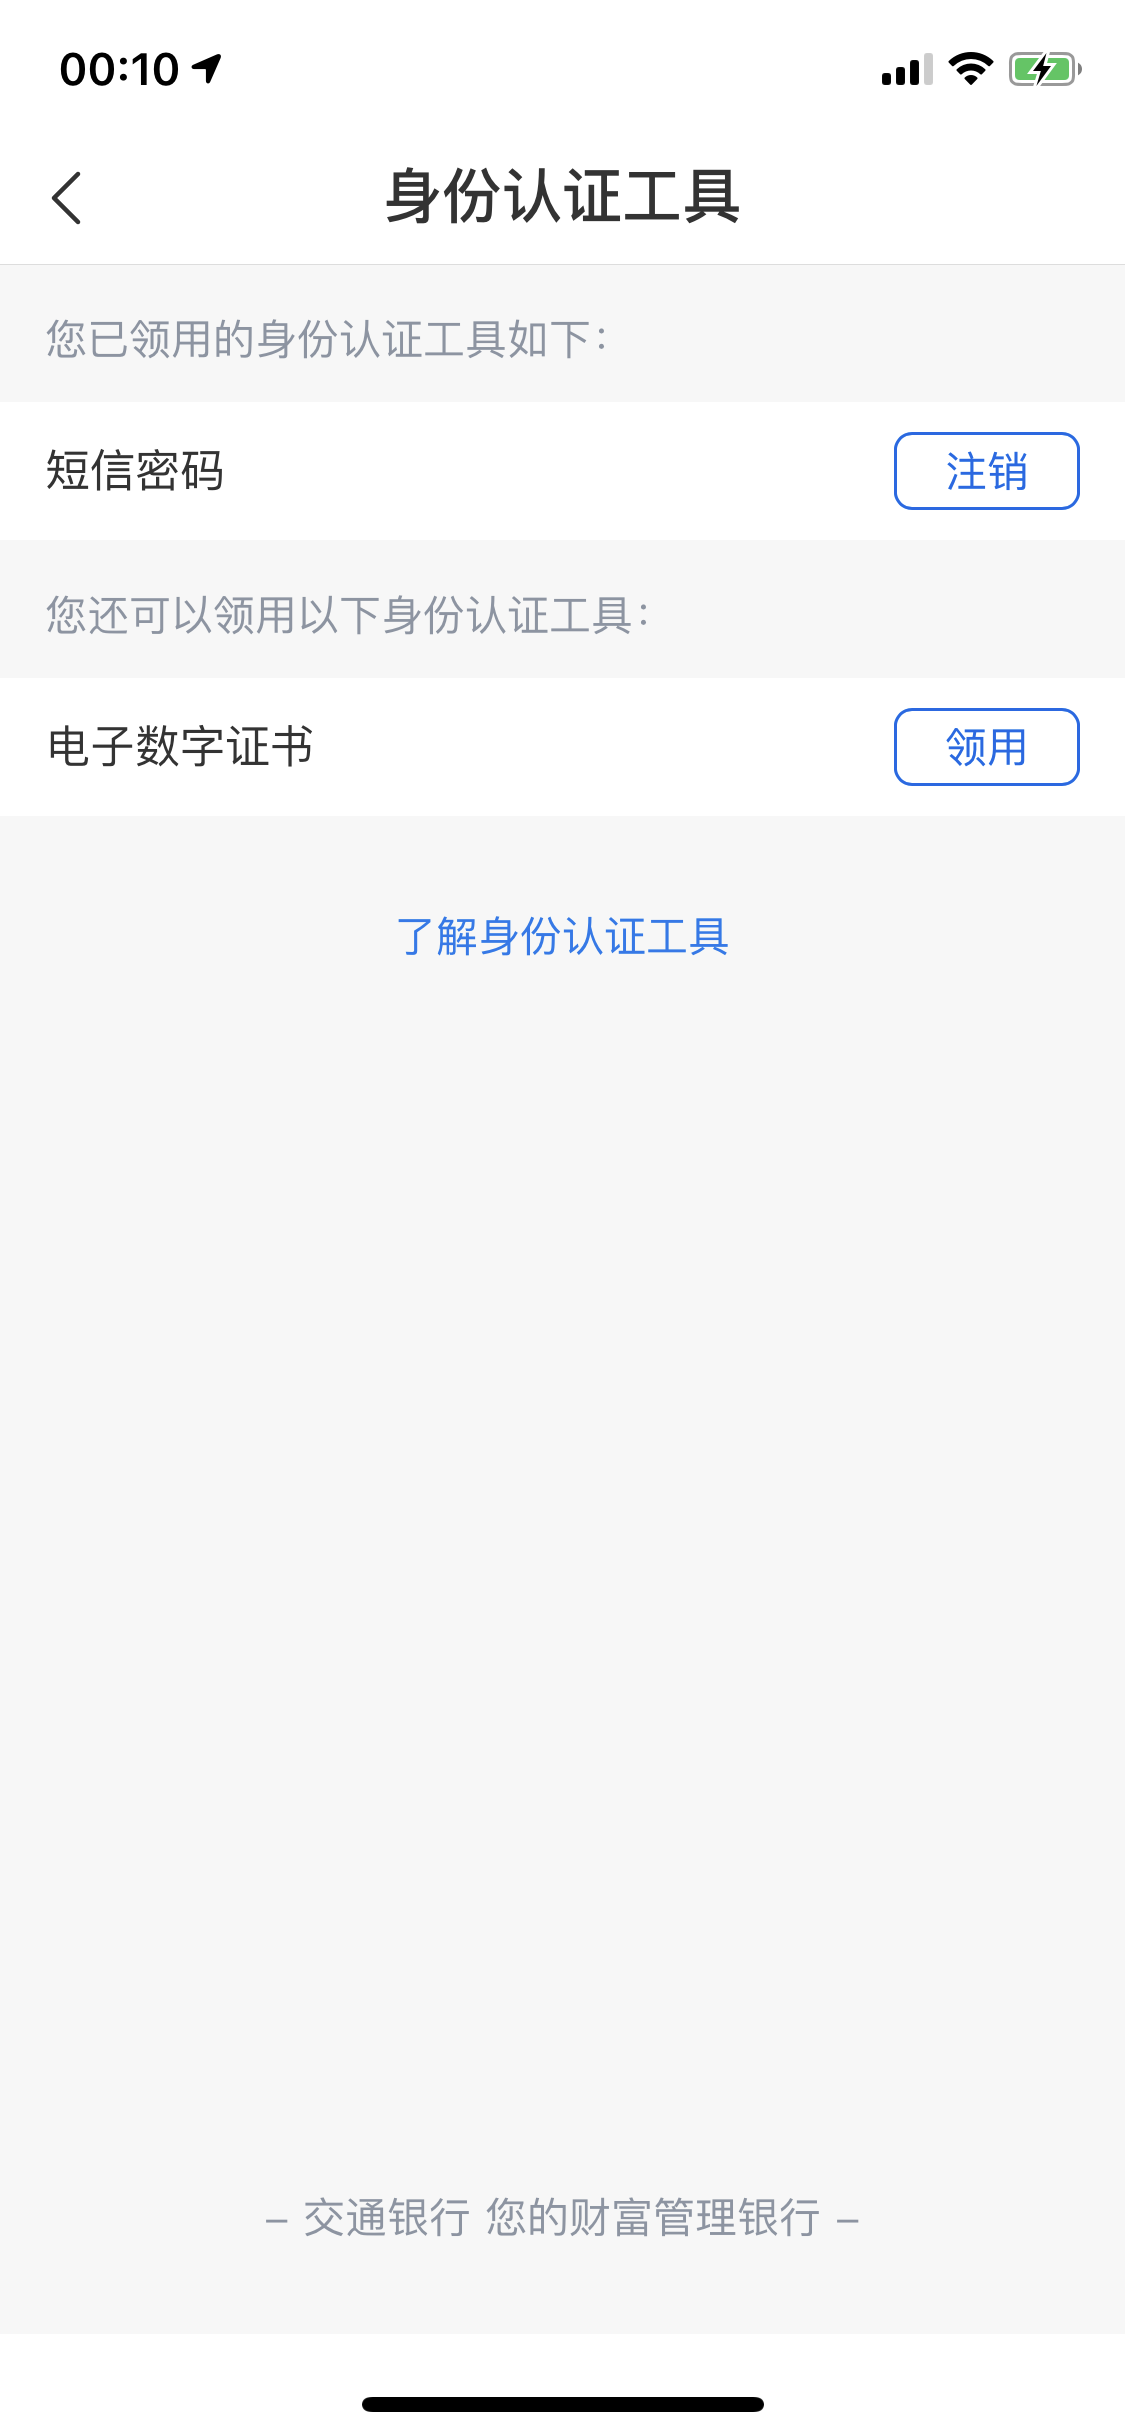 00:10
身份认证工具
您已领用的身份认证工具如下：
短信密码
注销
您还可以领用以下身份认证工具：
电子数字证书
领用
了解身份认证工具
– 交通银行 您的财富管理银行 –